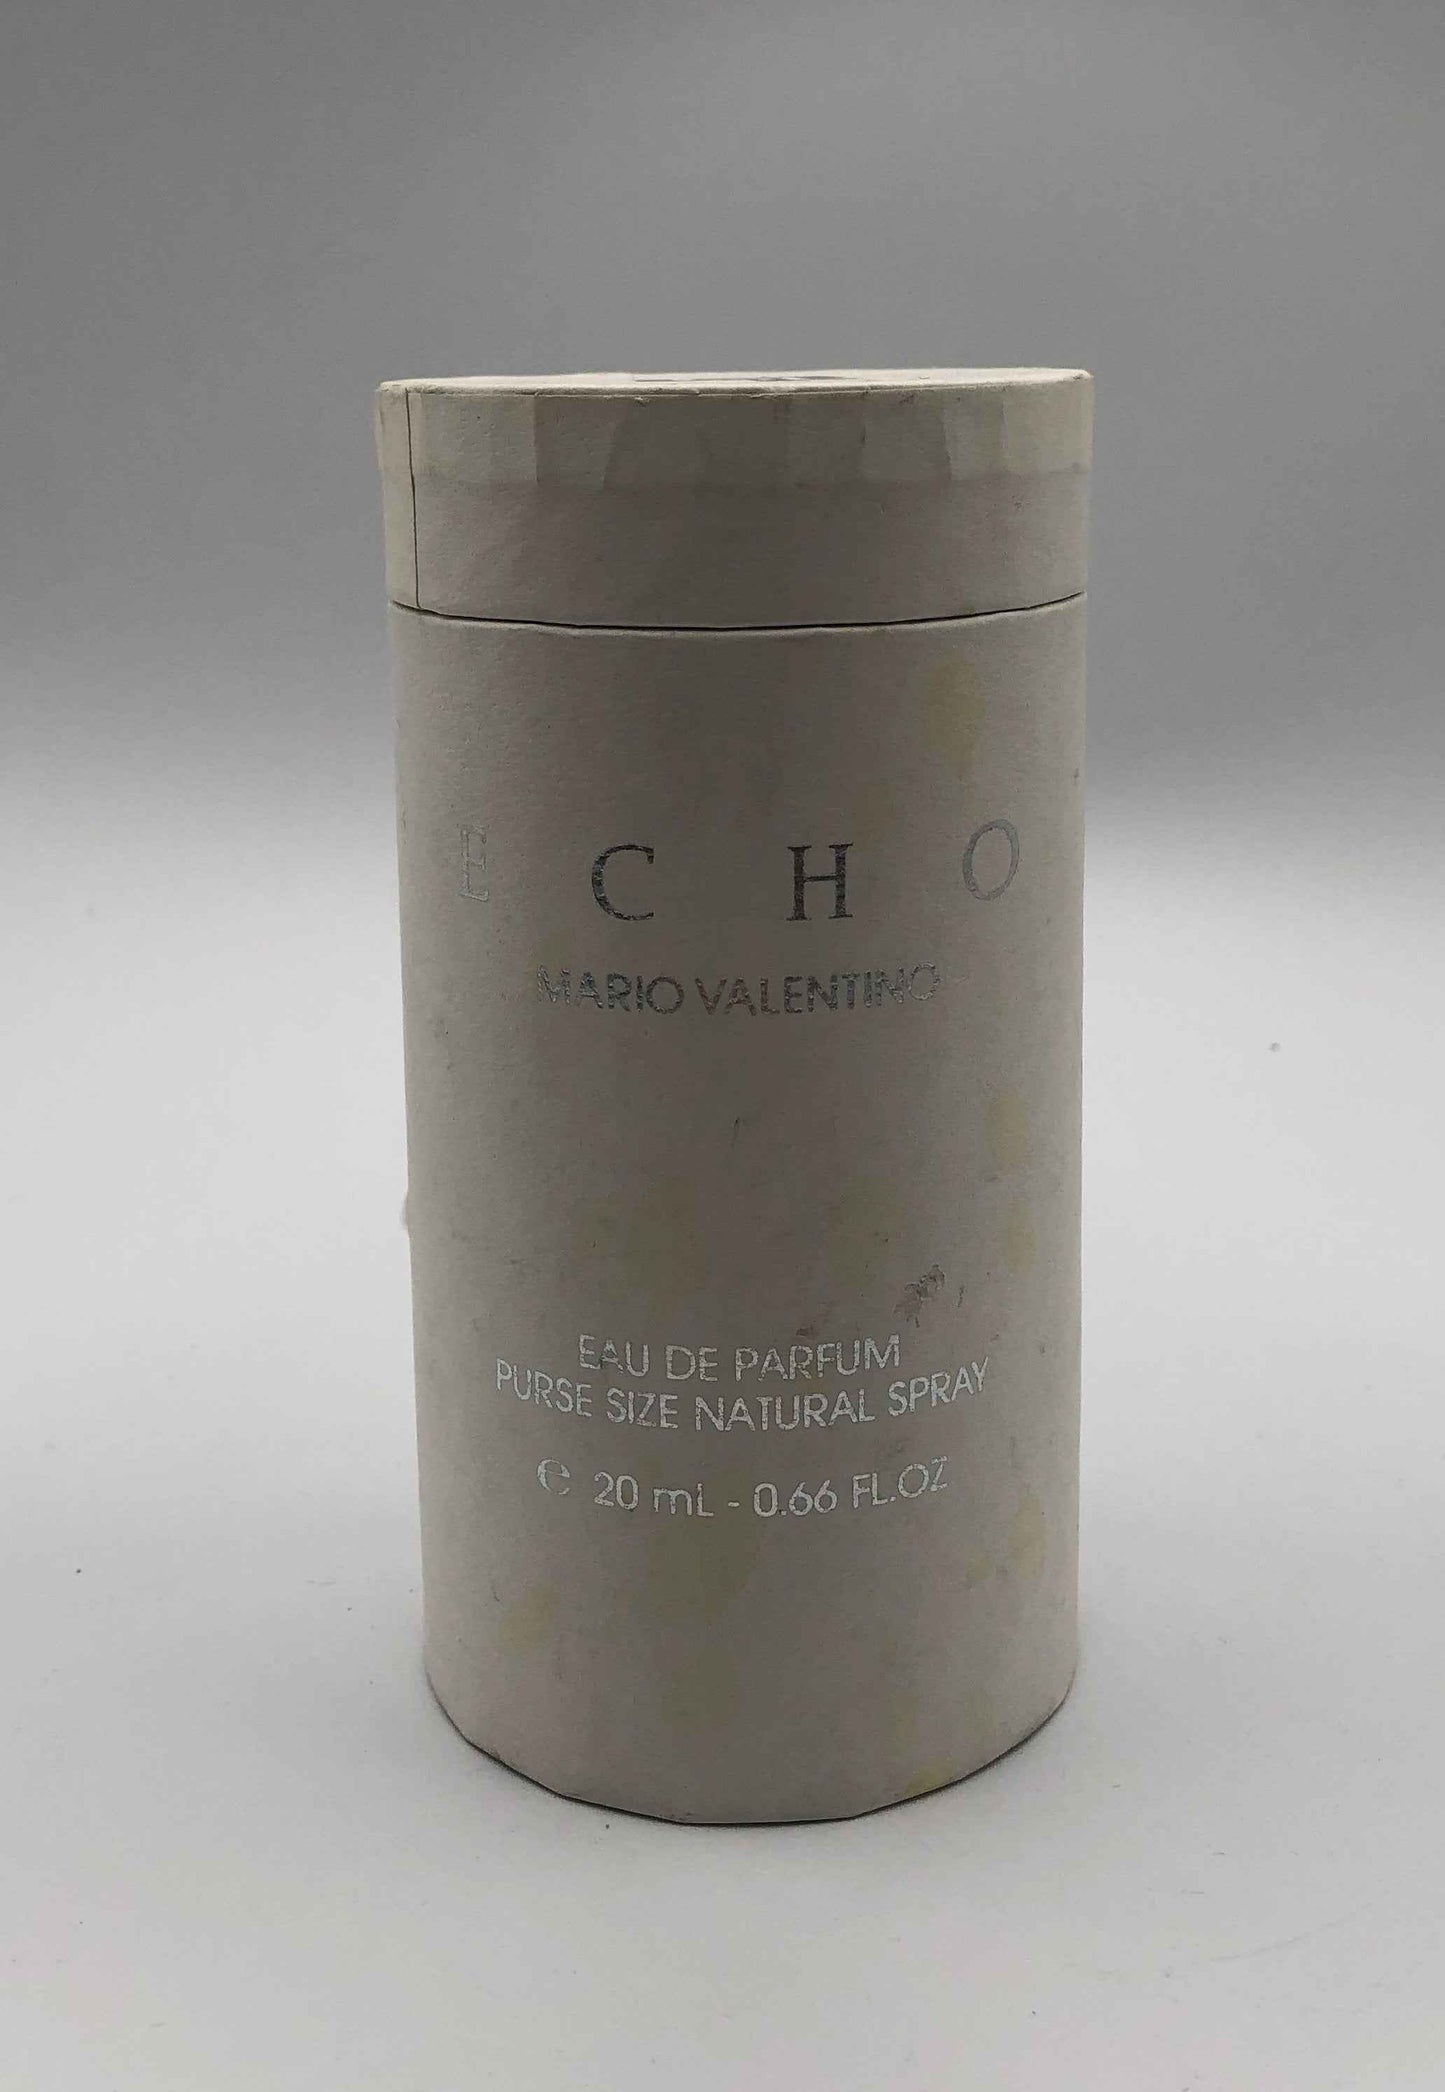 ECHO
MARIO VALENTINO
EAU DE PARFUM
PURSE SIZE NATURAL SPRAY
℮ 20 mL - 0.66 FL.OZ